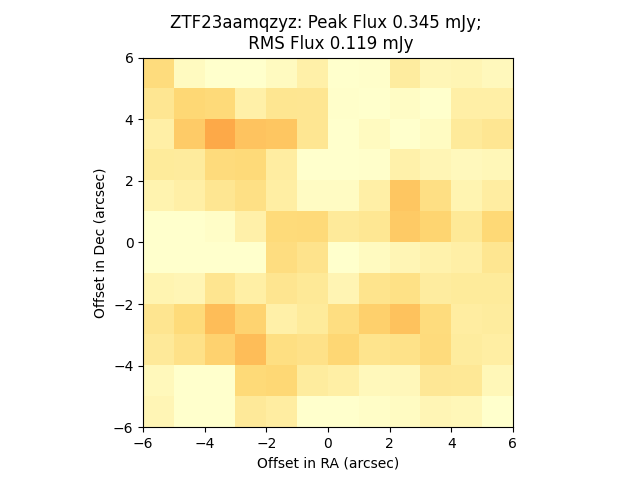 ZTF23aamqzyz: Peak Flux 0.345 mJy;
RMS Flux 0.119 mJy
6
4
2
0
−2
−4
−6
Offset in Dec (arcsec)
−6 −4 −2 0 2 4 6
Offset in RA (arcsec)